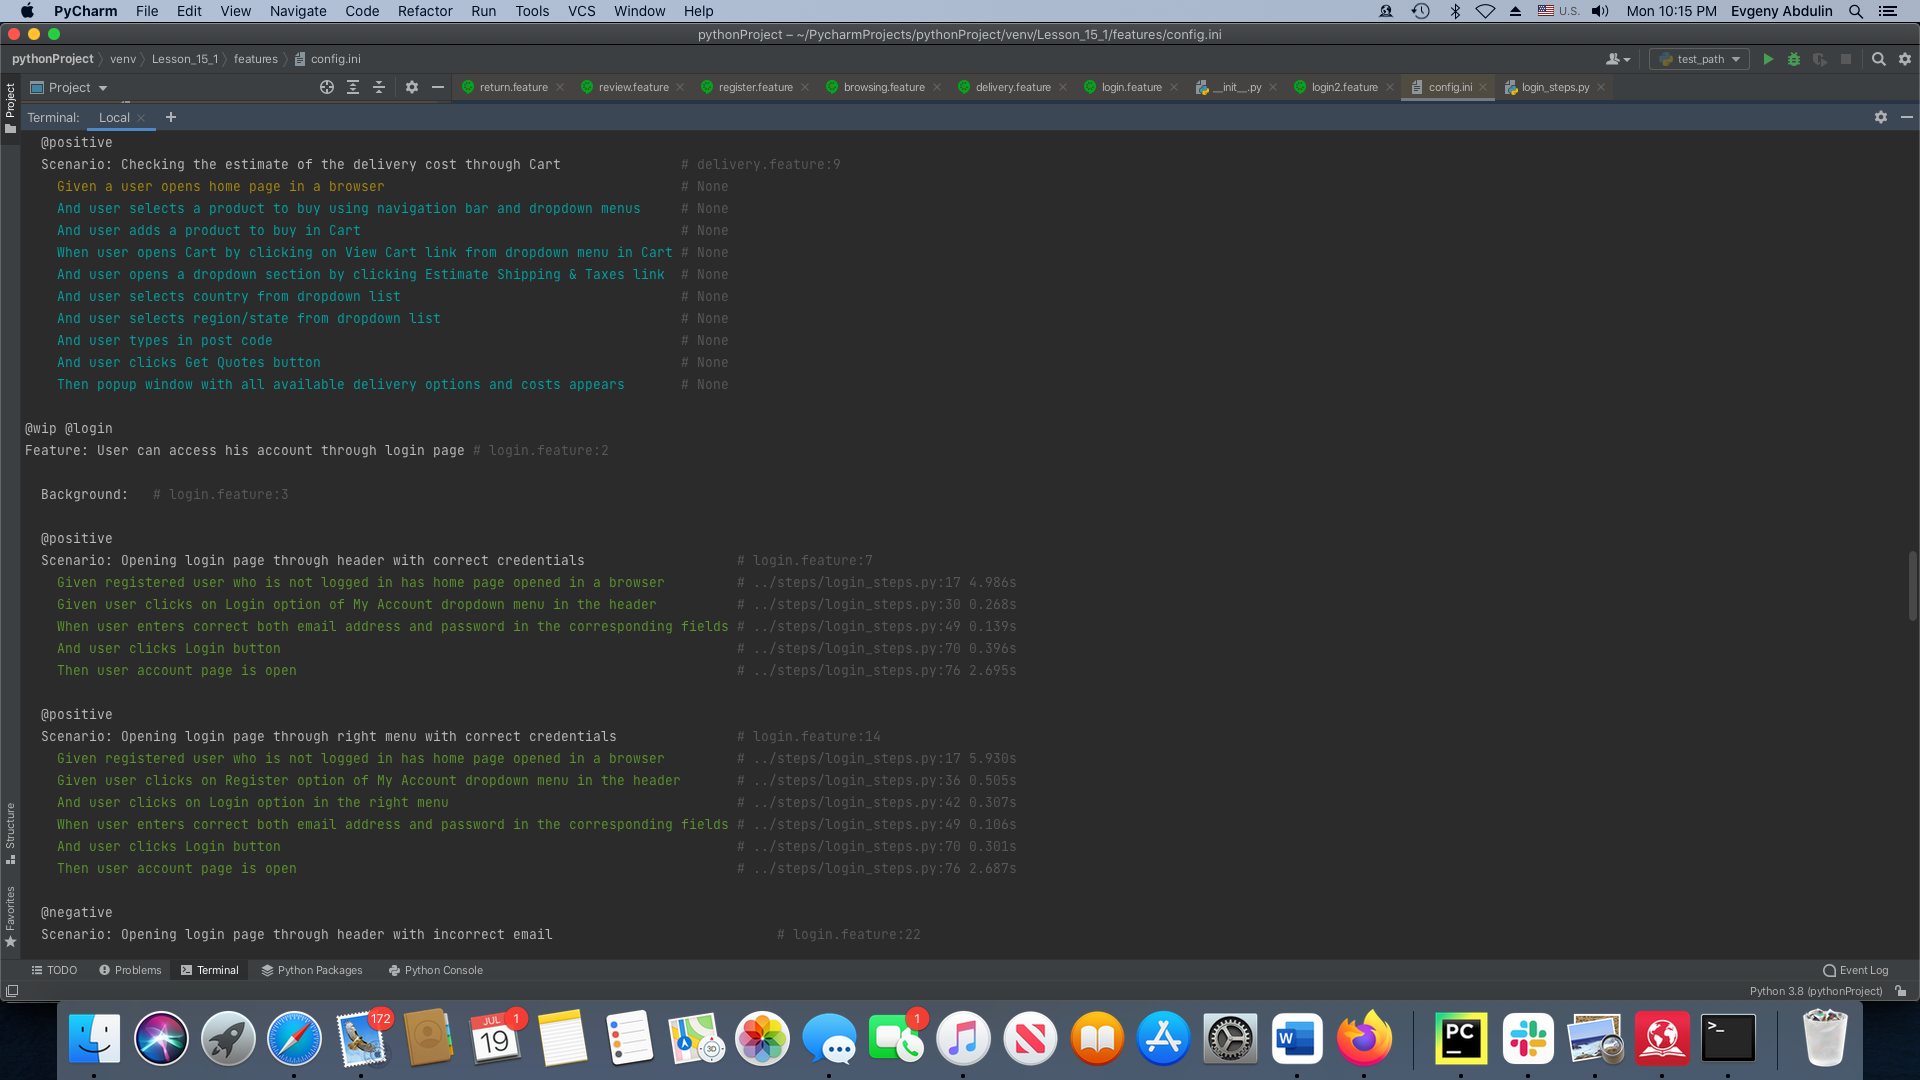 PyCharm File Edit View Navigate Code Refactor Run Tools VCS Window Help U.S. Mon 10:15 PM Evgeny Abdulin
pythonProject – ~/PycharmProjects/pythonProject/venv/Lesson_15_1/features/config.ini
pythonProject venv Lesson_15_1 features config.ini test_path
Project return.feature review.feature register.feature browsing.feature delivery.feature login.feature __init__.py login2.feature config.ini login_steps.py
Terminal: Local +
@positive
Scenario: Checking the estimate of the delivery cost through Cart # delivery.feature:9
Given a user opens home page in a browser # None
And user selects a product to buy using navigation bar and dropdown menus # None
And user adds a product to buy in Cart # None
When user opens Cart by clicking on View Cart link from dropdown menu in Cart # None
And user opens a dropdown section by clicking Estimate Shipping & Taxes link # None
And user selects country from dropdown list # None
And user selects region/state from dropdown list # None
And user types in post code # None
And user clicks Get Quotes button # None
Then popup window with all available delivery options and costs appears # None
@wip @login
Feature: User can access his account through login page # login.feature:2
Background: # login.feature:3
@positive
Scenario: Opening login page through header with correct credentials # login.feature:7
Given registered user who is not logged in has home page opened in a browser # ../steps/login_steps.py:17 4.986s
Given user clicks on Login option of My Account dropdown menu in the header # ../steps/login_steps.py:30 0.268s
When user enters correct both email address and password in the corresponding fields # ../steps/login_steps.py:49 0.139s
And user clicks Login button # ../steps/login_steps.py:70 0.396s
Then user account page is open # ../steps/login_steps.py:76 2.695s
@positive
Scenario: Opening login page through right menu with correct credentials # login.feature:14
Given registered user who is not logged in has home page opened in a browser # ../steps/login_steps.py:17 5.930s
Given user clicks on Register option of My Account dropdown menu in the header # ../steps/login_steps.py:36 0.505s
And user clicks on Login option in the right menu # ../steps/login_steps.py:42 0.307s
When user enters correct both email address and password in the corresponding fields # ../steps/login_steps.py:49 0.106s
And user clicks Login button # ../steps/login_steps.py:70 0.301s
Then user account page is open # ../steps/login_steps.py:76 2.687s
@negative
Scenario: Opening login page through header with incorrect email # login.feature:22
Project
Structure
Favorites
TODO Problems Terminal Python Packages Python Console Event Log
Python 3.8 (pythonProject)
172 JUL 19 1 3D 1 W PC >_